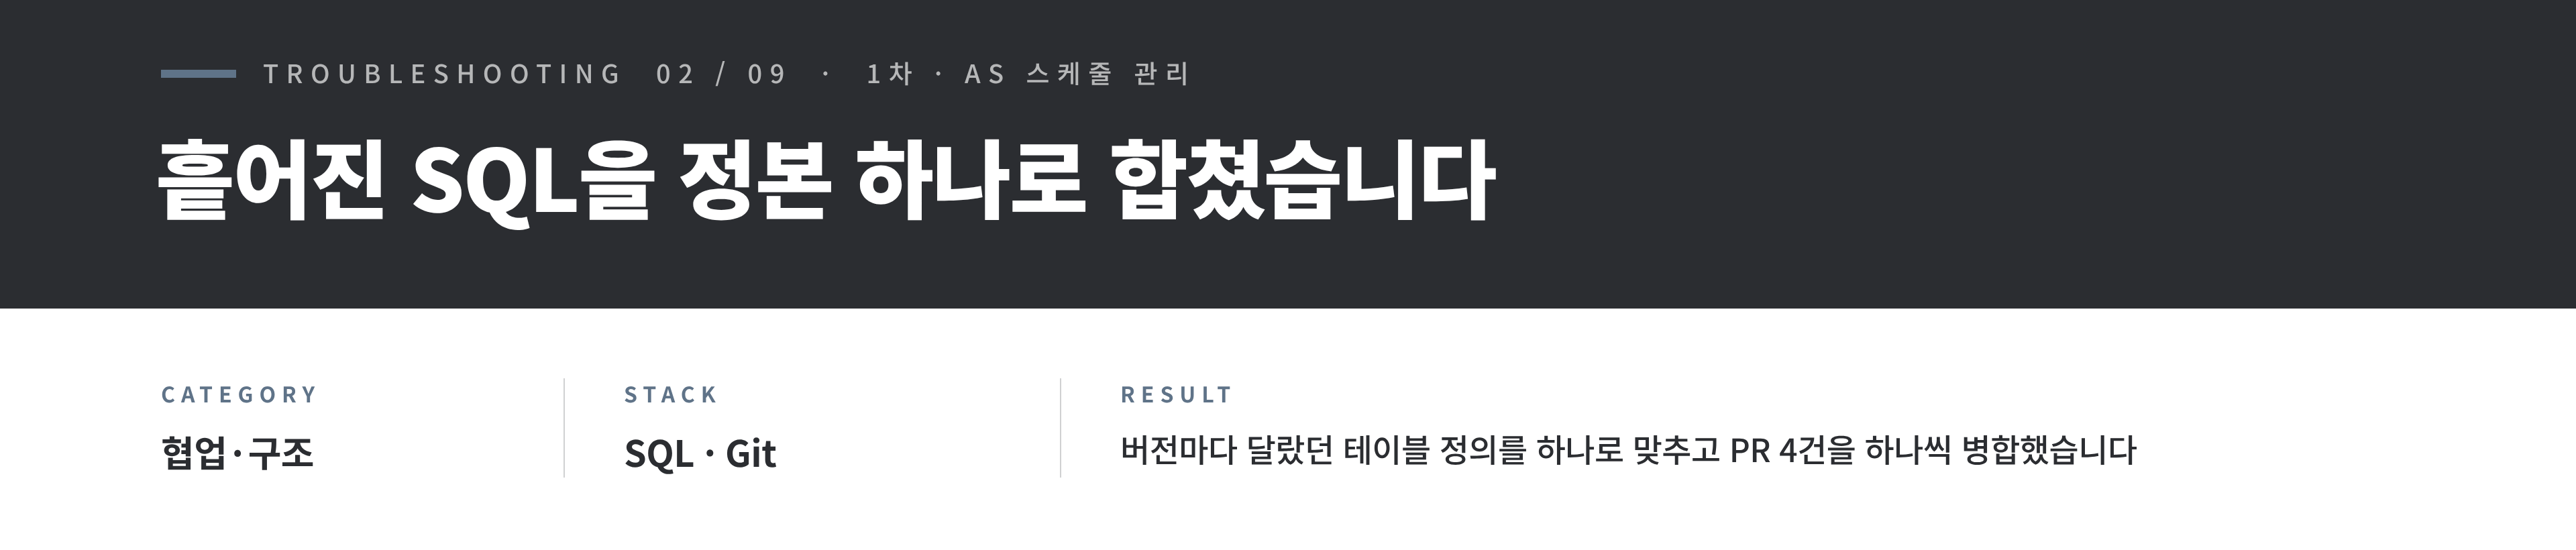 TROUBLESHOOTING 02 / 09 · 1차 · AS 스케줄 관리
흩어진 SQL을 정본 하나로 합쳤습니다
CATEGORY
협업·구조
STACK
SQL · Git
RESULT
버전마다 달랐던 테이블 정의를 하나로 맞추고 PR 4건을 하나씩 병합했습니다